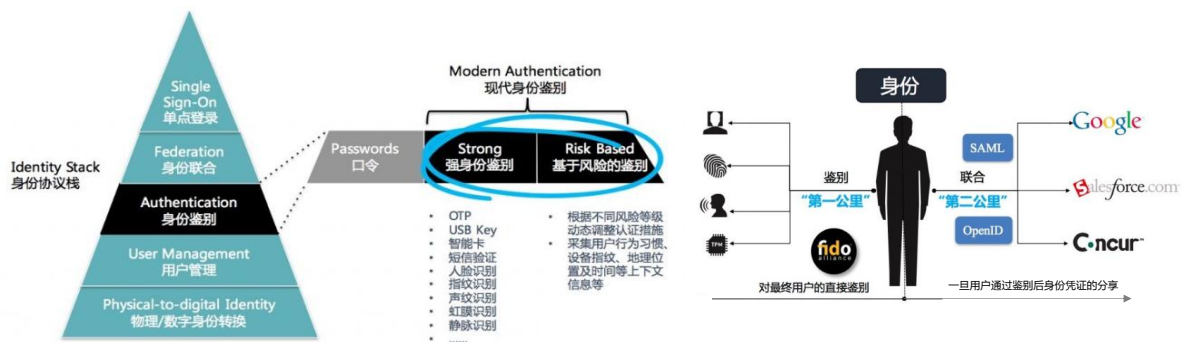 Identity Stack
身份协议栈
Single
Sign-On
单点登录
Federation
身份联合
Authentication
身份鉴别
User Management
用户管理
Physical-to-digital Identity
物理/数字身份转换
Modern Authentication
现代身份鉴别
Passwords
口令
Strong
强身份鉴别
Risk Based
基于风险的鉴别
• OTP
• USB Key
• 智能卡
• 短信验证
• 人脸识别
• 指纹识别
• 声纹识别
• 虹膜识别
• 静脉识别
• ......
• 根据不同风险等级
动态调整认证措施
• 采集用户行为习惯、
设备指纹、地理位
置及时间等上下文
信息等
身份
TPM
鉴别
“第一公里”
fido
alliance
对最终用户的直接鉴别
SAML
联合
“第二公里”
OpenID
Google
salesforce.com
Concur
一旦用户通过鉴别后身份凭证的分享